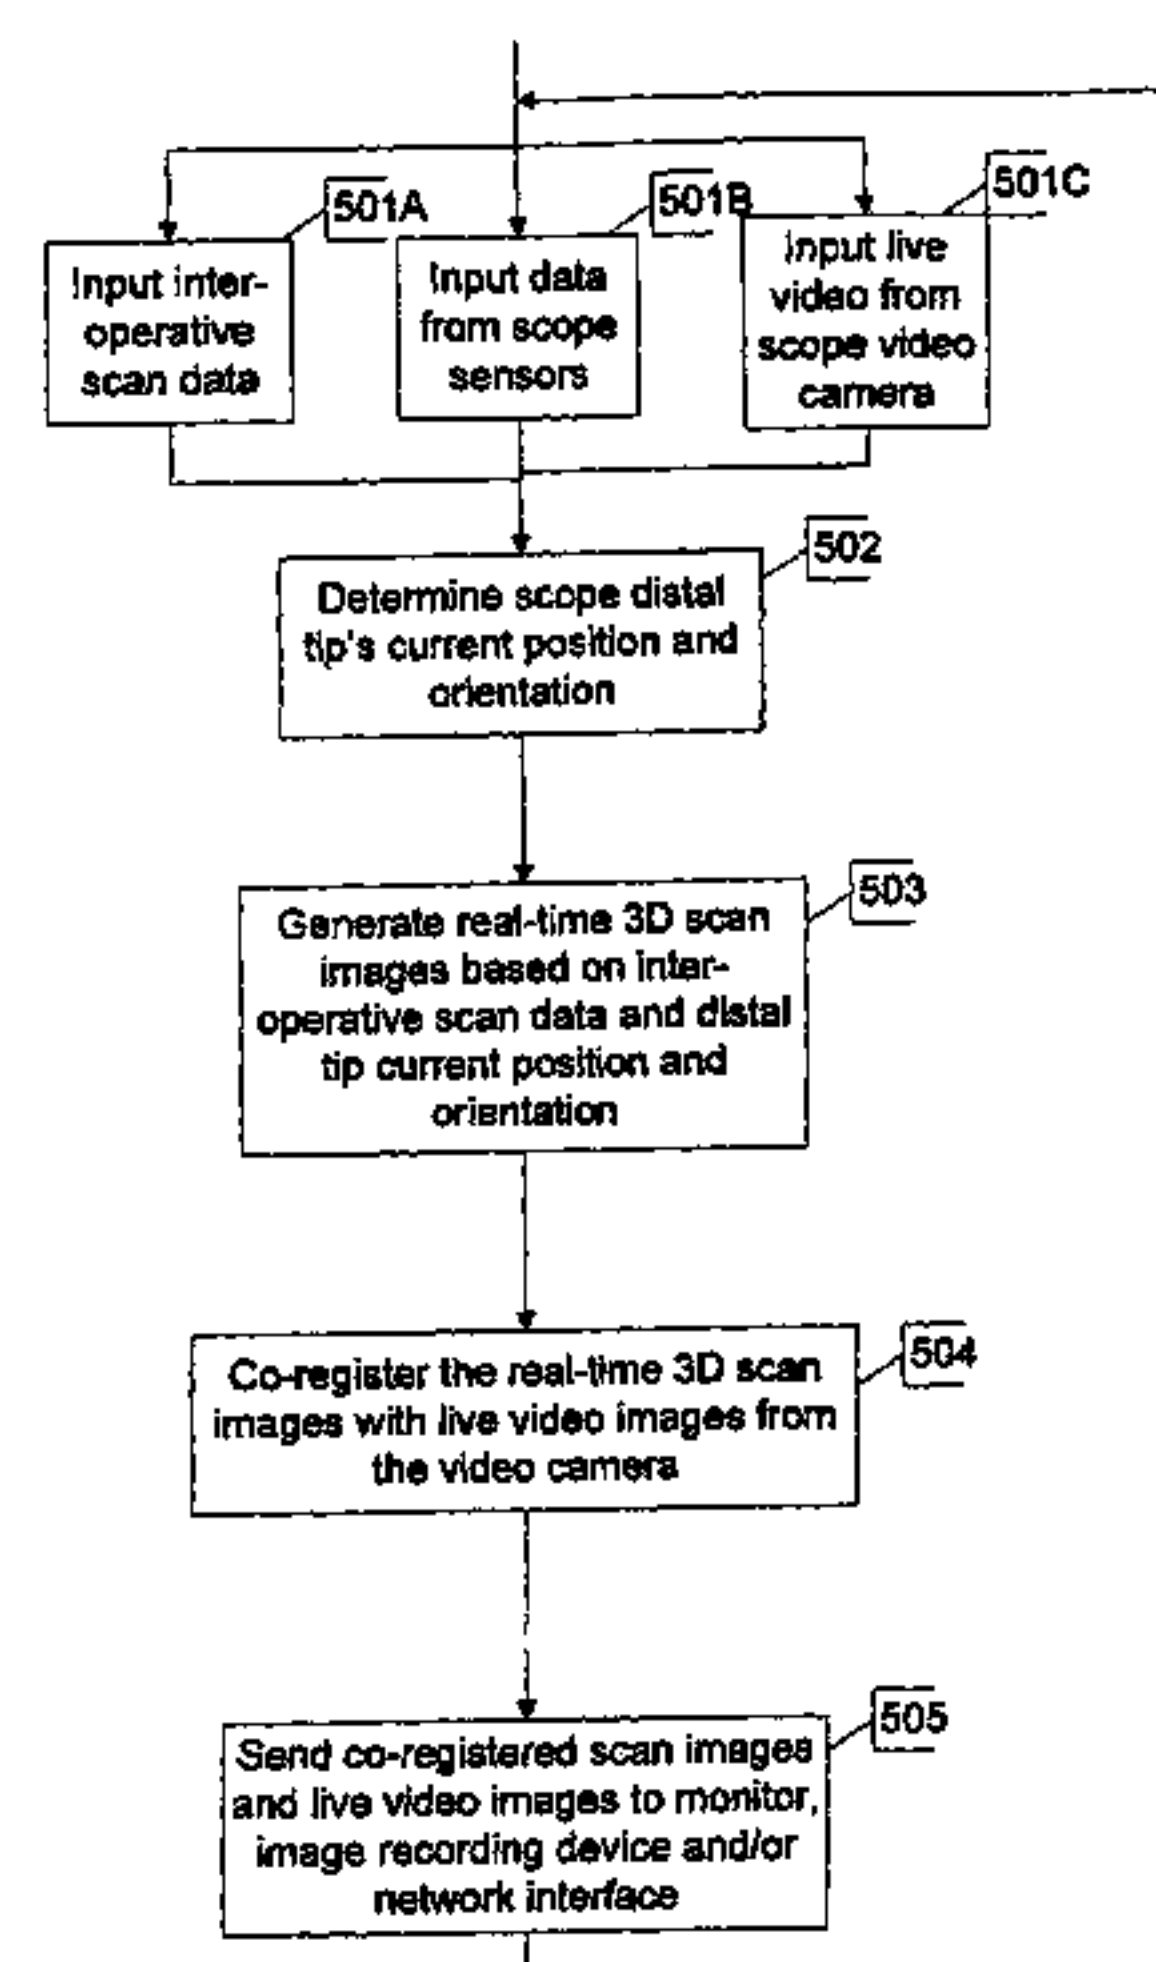 501A
Input inter-
operative
scan data
501B
Input data
from scope
sensors
501C
Input live
video from
scope video
camera
502
Determine scope distal
tip's current position and
orientation
503
Generate real-time 3D scan
images based on inter-
operative scan data and distal
tip current position and
orientation
504
Co-register the real-time 3D scan
images with live video images from
the video camera
505
Send co-registered scan images
and live video images to monitor,
image recording device and/or
network interface